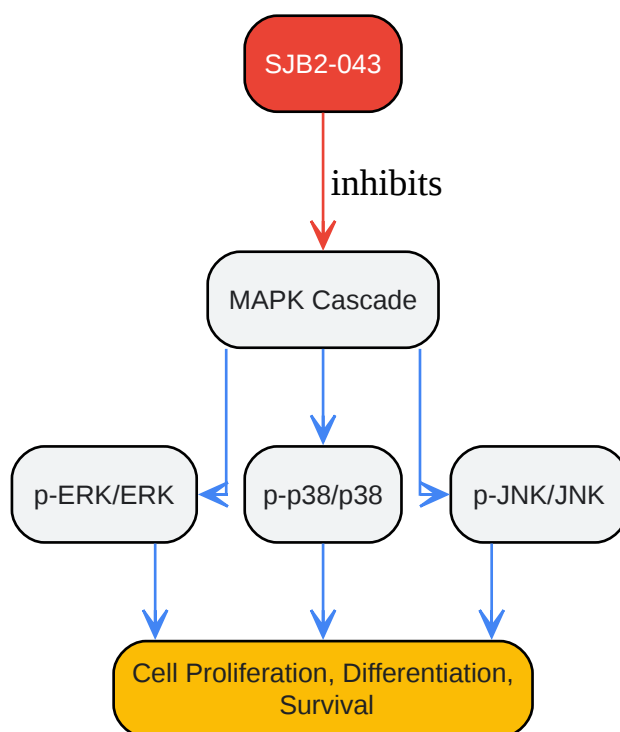 SJB2-043
inhibits
MAPK Cascade
p-ERK/ERK
p-p38/p38
p-JNK/JNK
Cell Proliferation, Differentiation,
Survival